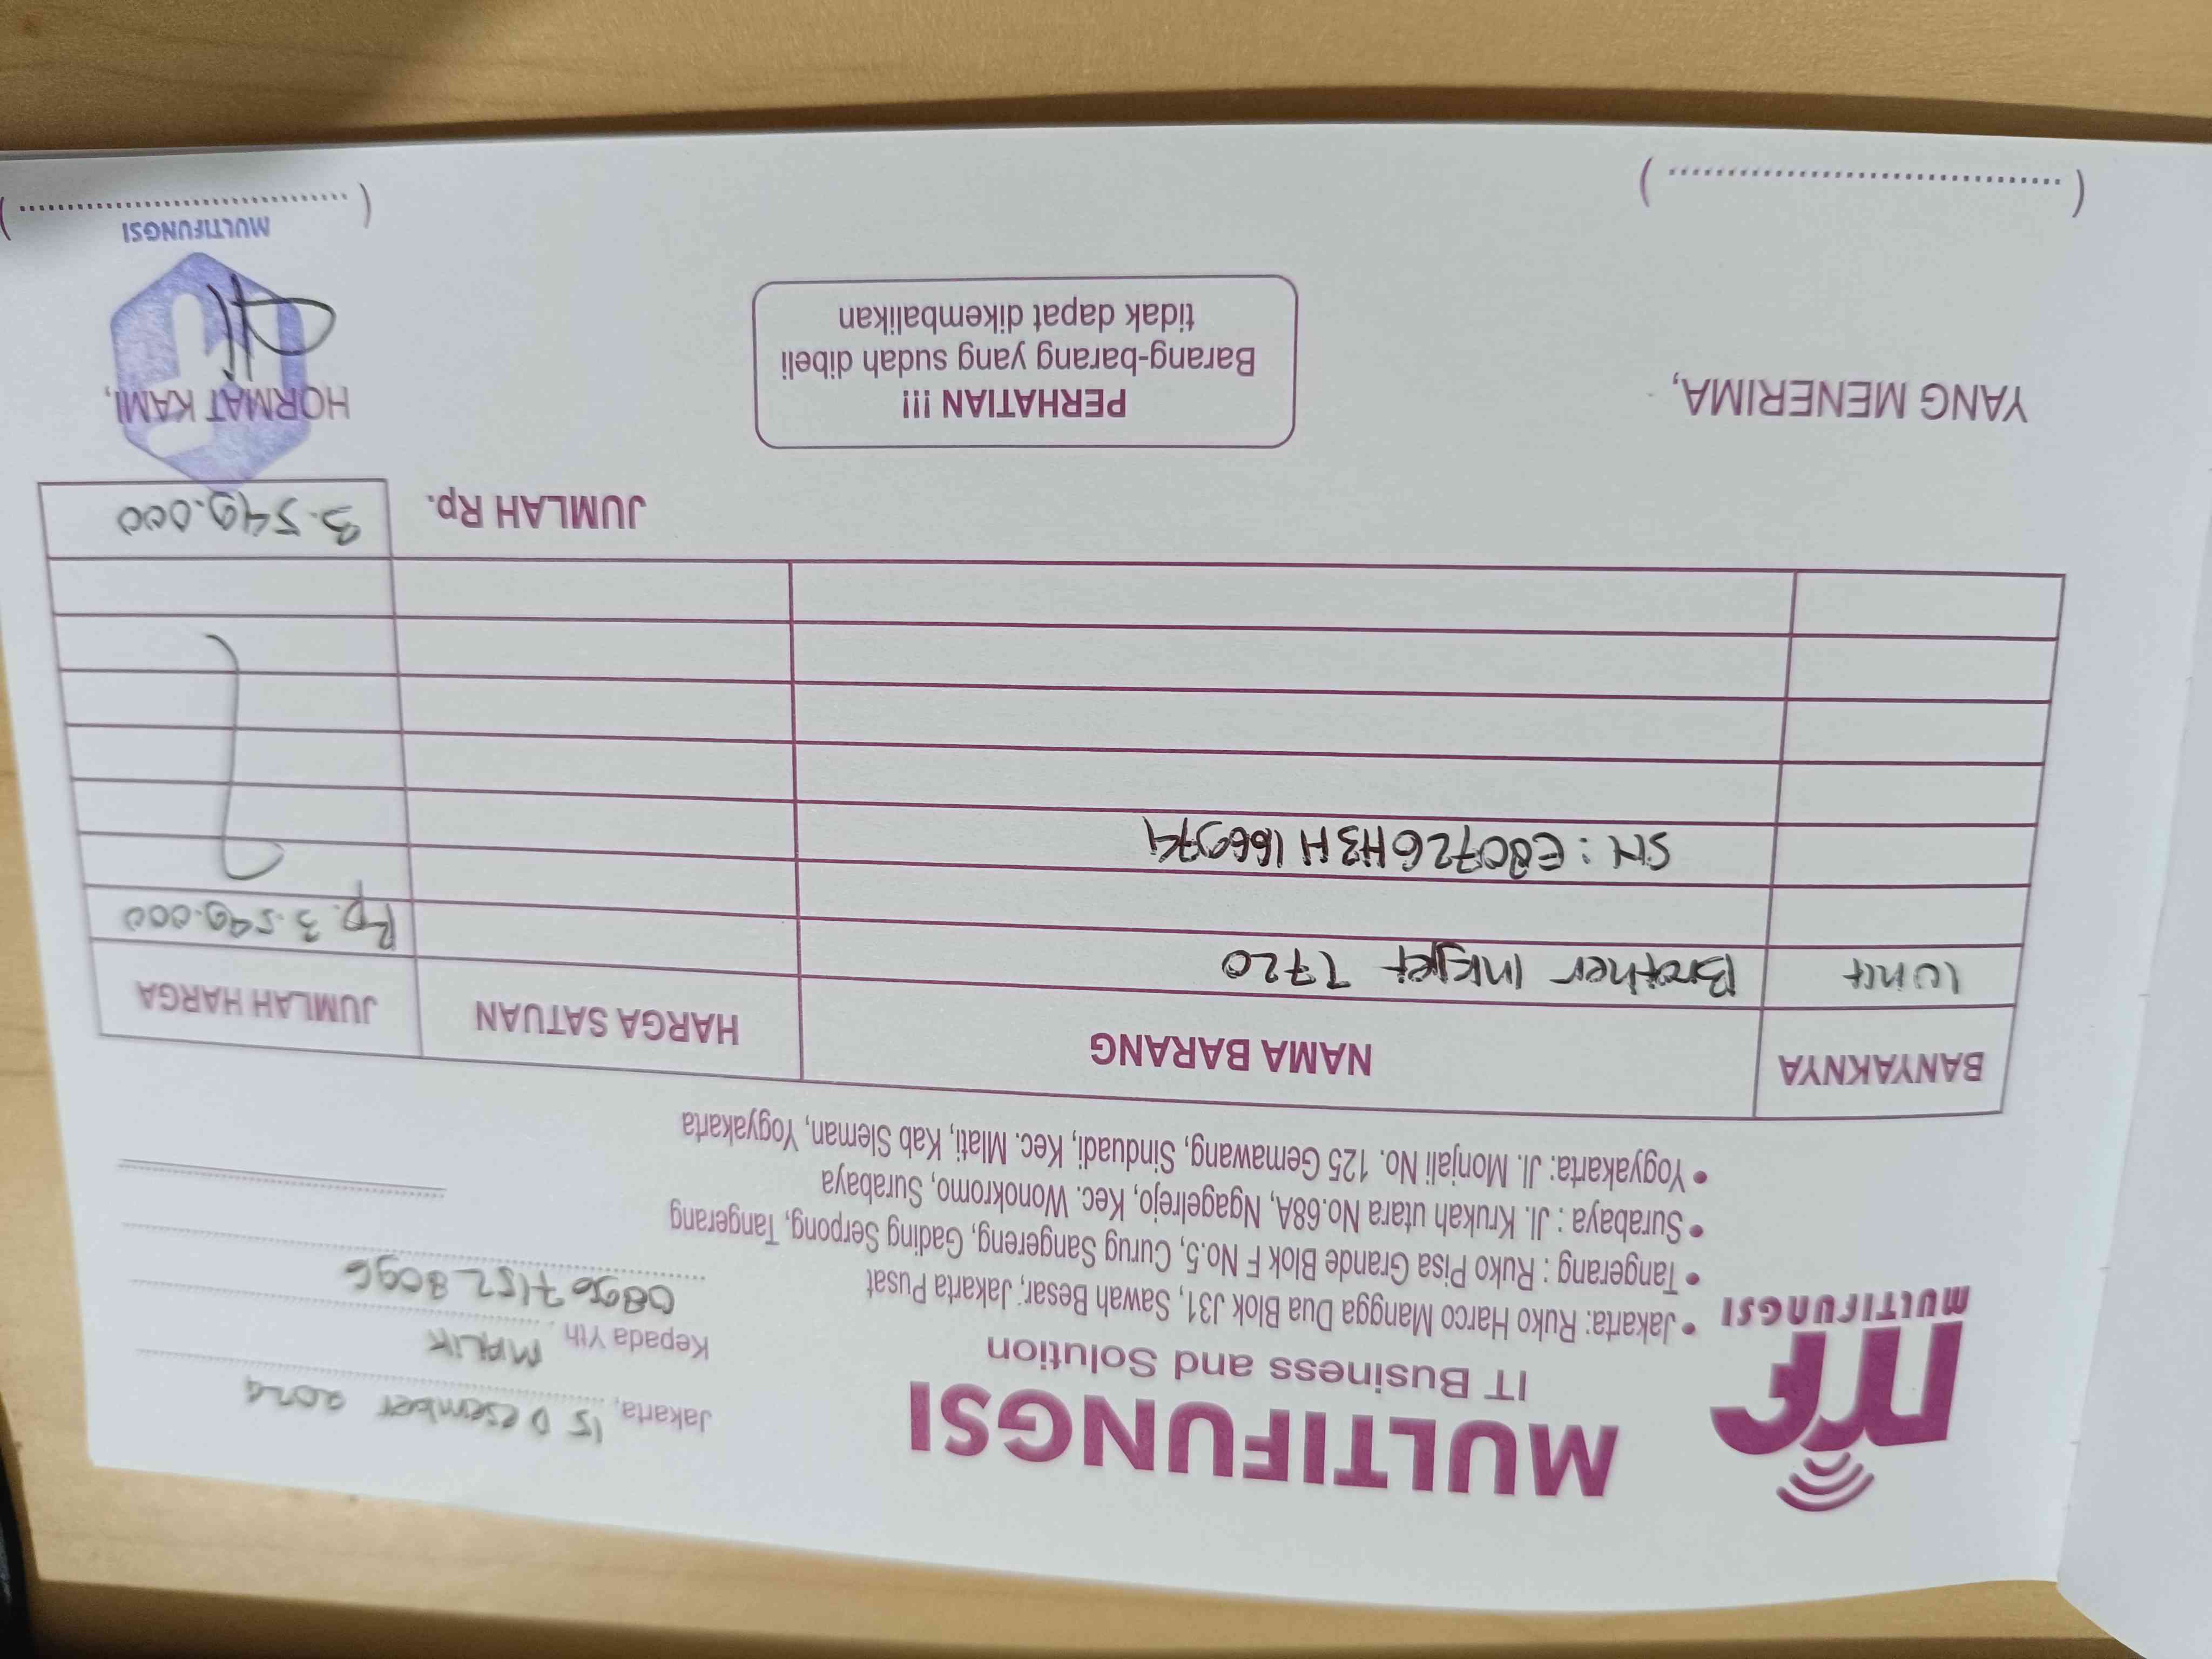 MULTIFUNGSI
IT Business and Solution
MULTIFUNGSI
• Jakarta: Ruko Harco Mangga Dua Blok J31, Sawah Besar, Jakarta Pusat
• Tangerang : Ruko Pisa Grande Blok F No.5, Curug Sangereng, Gading Serpong, Tangerang
• Surabaya : Jl. Krukah utara No.68A, Ngagelrejo, Kec. Wonokromo, Surabaya
• Yogyakarta: Jl. Monjali No. 125 Gemawang, Sinduadi, Kec. Mlati, Kab Sleman, Yogyakarta
Jakarta, 15 Desember 2024
Kepada Yth. MALIK
BANYAKNYA NAMA BARANG HARGA SATUAN JUMLAH HARGA
1 Unit Brother Inkjet T720 Rp. 3.549.000
SN : E80726H3H166974
JUMLAH Rp. 3.549.000
YANG MENERIMA,
PERHATIAN !!!
Barang-barang yang sudah dibeli
tidak dapat dikembalikan
HORMAT KAMI,
MULTIFUNGSI
(....................................) (....................................)